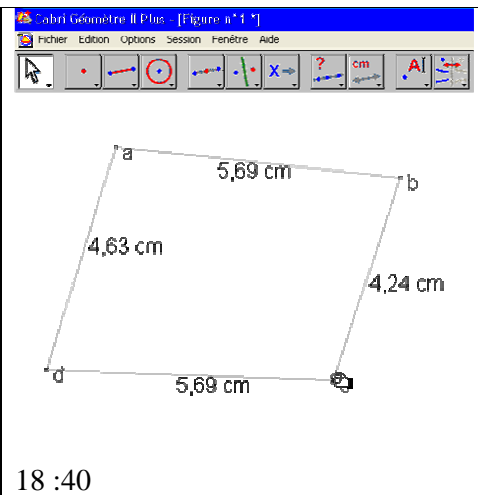 Cabri Géomètre II Plus - [Figure n°1 *]
Fichier Edition Options Session Fenêtre Aide
X ? cm A
a
5,69 cm
b
4,63 cm
4,24 cm
d
5,69 cm
18 :40